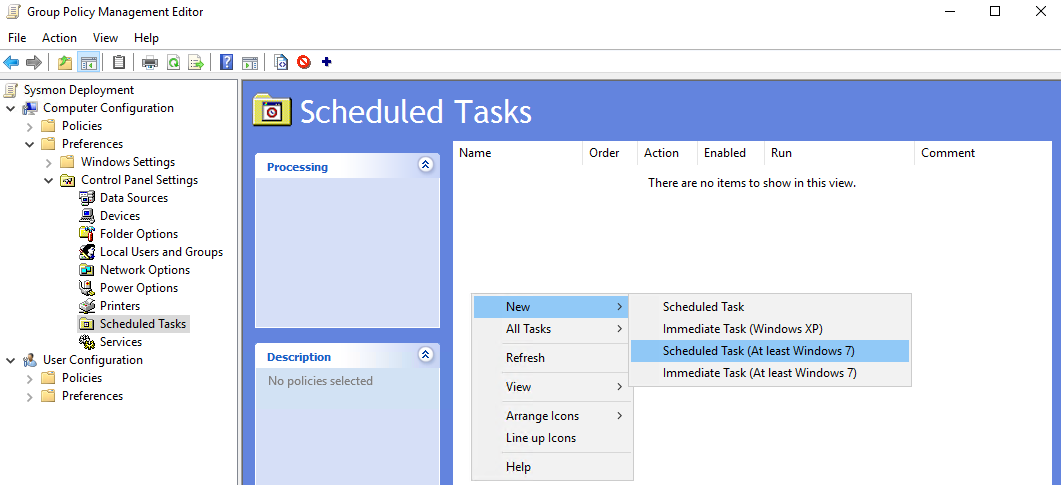 Group Policy Management Editor
File Action View Help
Sysmon Deployment
Computer Configuration
Policies
Preferences
Windows Settings
Control Panel Settings
Data Sources
Devices
Folder Options
Local Users and Groups
Network Options
Power Options
Printers
Scheduled Tasks
Services
User Configuration
Policies
Preferences
Scheduled Tasks
Processing
Description
No policies selected
Name Order Action Enabled Run Comment
There are no items to show in this view.
New
All Tasks
Refresh
View
Arrange Icons
Line up Icons
Help
Scheduled Task
Immediate Task (Windows XP)
Scheduled Task (At least Windows 7)
Immediate Task (At least Windows 7)